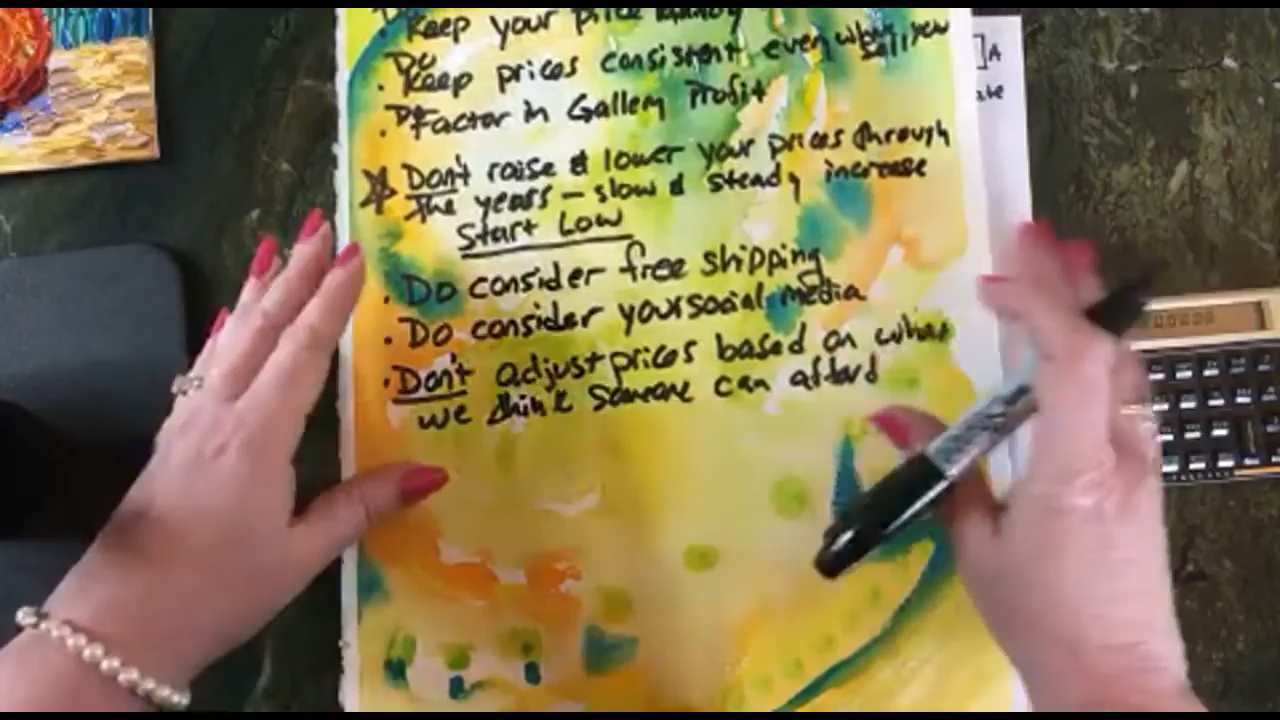 Do
. Keep your price
Do
. Keep prices consistent even when sell you
. Do Factor in Gallery Profit
Don't raise & lower your prices through
the years - slow & steady increase
Start Low
. Do consider free shipping
. Do consider your social media
. Don't adjust prices based on what
we think someone can afford
A